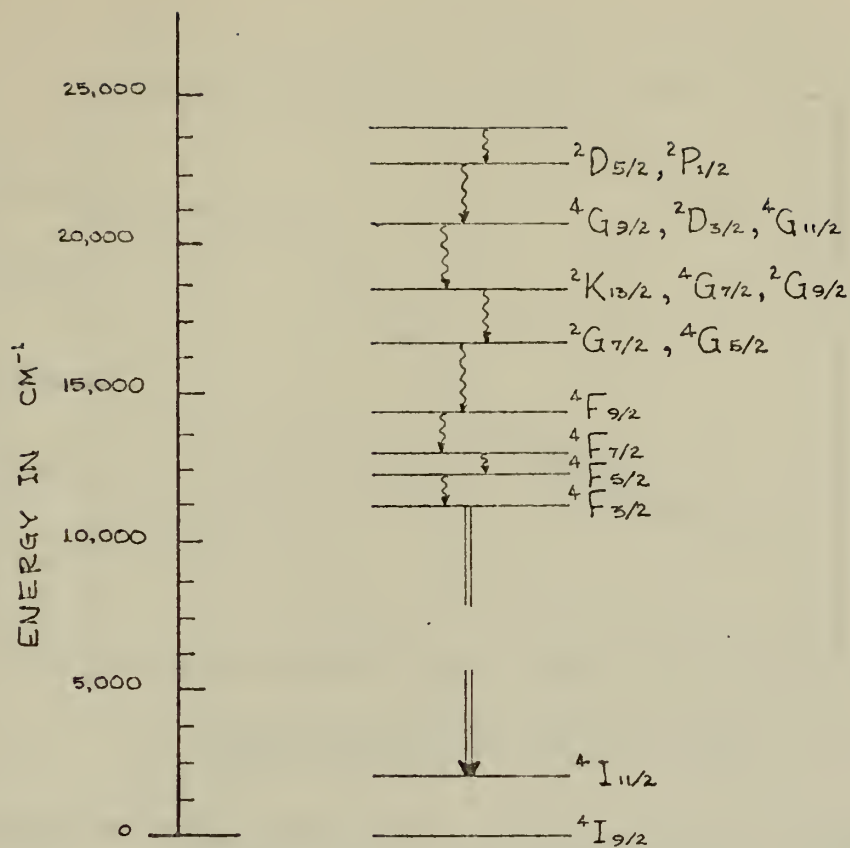 25,000
²D5/2, ²P1/2
⁴G9/2, ²D3/2, ⁴G11/2
20,000
²K13/2, ⁴G7/2, ²G9/2
²G7/2, ⁴G5/2
15,000
⁴F9/2
⁴F7/2
⁴F5/2
⁴F3/2
10,000
ENERGY IN CM⁻¹
5,000
⁴I11/2
0
⁴I9/2